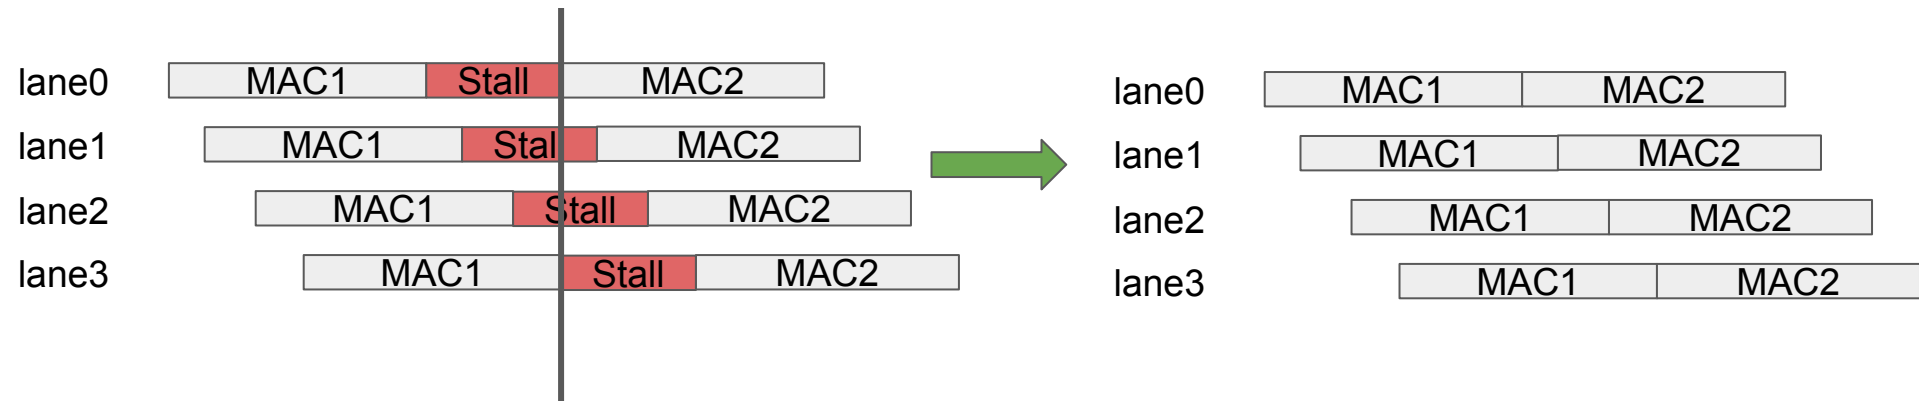 lane0 MAC1 Stall MAC2
lane1 MAC1 Stal MAC2
lane2 MAC1 Stall MAC2
lane3 MAC1 Stall MAC2
lane0 MAC1 MAC2
lane1 MAC1 MAC2
lane2 MAC1 MAC2
lane3 MAC1 MAC2